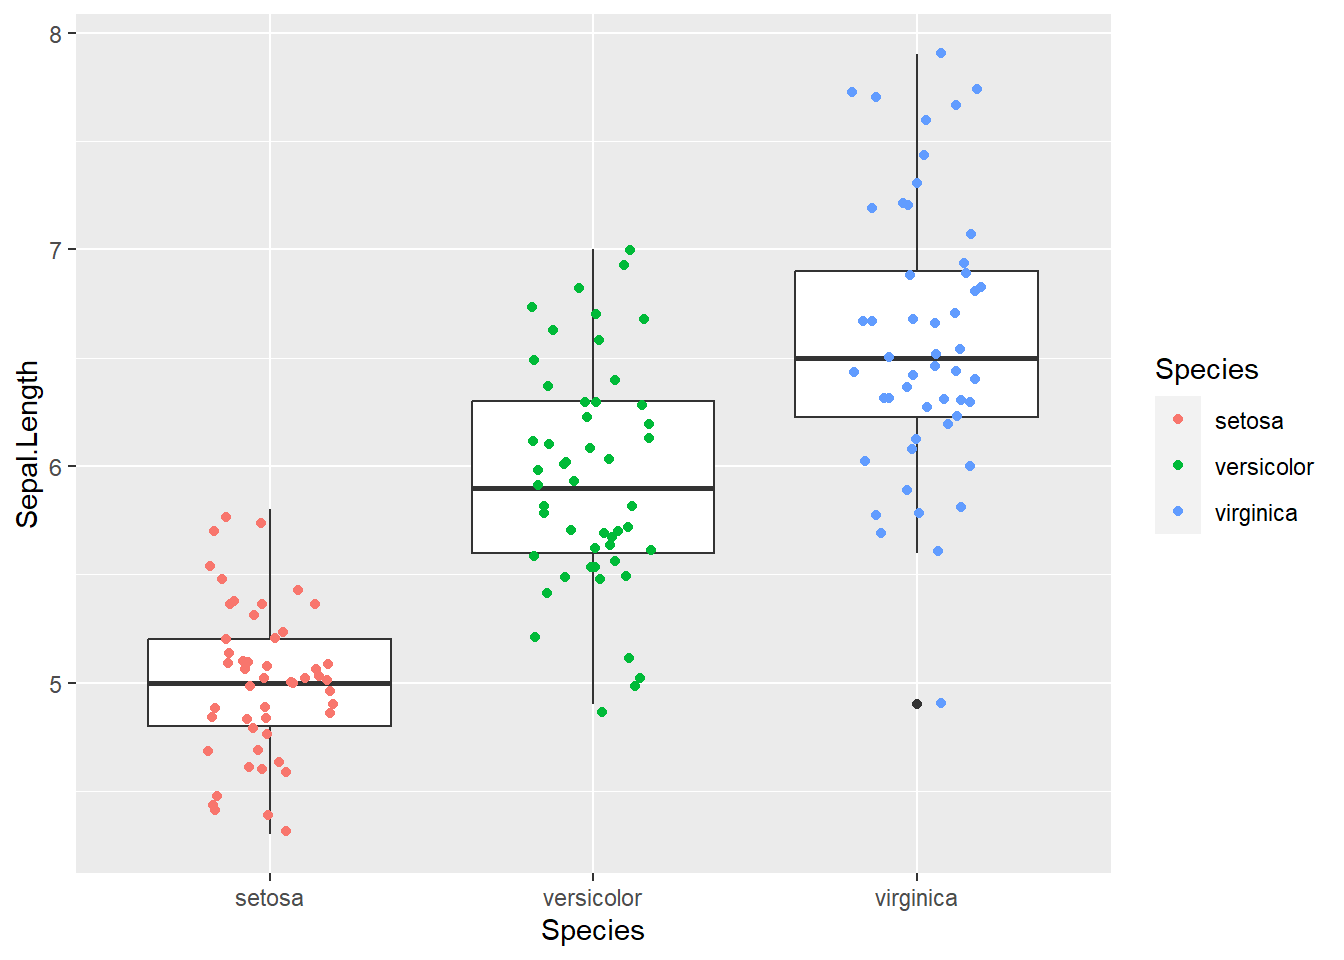 8
7
6
5
Sepal.Length
setosa
versicolor
virginica
Species
Species
setosa
versicolor
virginica